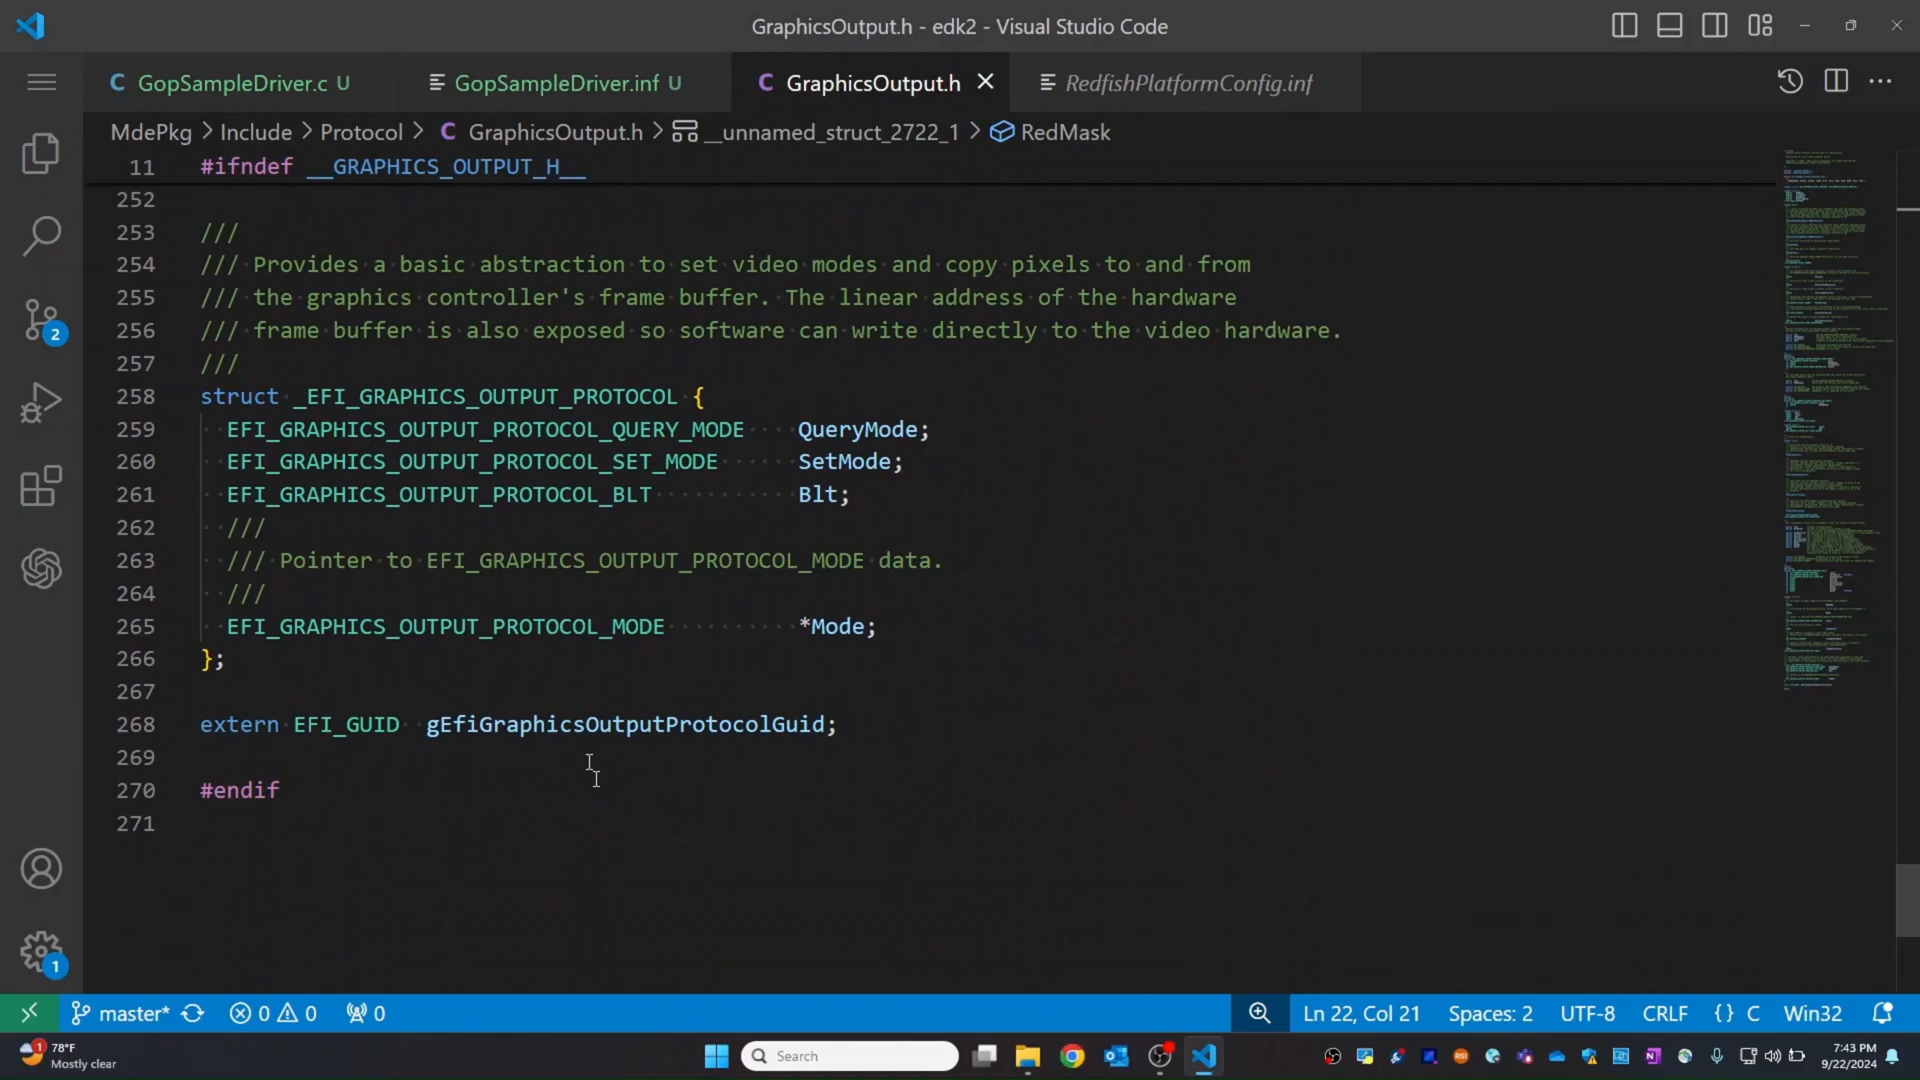 GraphicsOutput.h - edk2 - Visual Studio Code
C GopSampleDriver.c U
GopSampleDriver.inf U
C GraphicsOutput.h
RedfishPlatformConfig.inf
MdePkg > Include > Protocol > C GraphicsOutput.h > __unnamed_struct_2722_1 > RedMask
11 #ifndef __GRAPHICS_OUTPUT_H__
252
253 ///
254 /// Provides a basic abstraction to set video modes and copy pixels to and from
255 /// the graphics controller's frame buffer. The linear address of the hardware
256 /// frame buffer is also exposed so software can write directly to the video hardware.
257 ///
258 struct _EFI_GRAPHICS_OUTPUT_PROTOCOL {
259 EFI_GRAPHICS_OUTPUT_PROTOCOL_QUERY_MODE QueryMode;
260 EFI_GRAPHICS_OUTPUT_PROTOCOL_SET_MODE SetMode;
261 EFI_GRAPHICS_OUTPUT_PROTOCOL_BLT Blt;
262 ///
263 /// Pointer to EFI_GRAPHICS_OUTPUT_PROTOCOL_MODE data.
264 ///
265 EFI_GRAPHICS_OUTPUT_PROTOCOL_MODE *Mode;
266 };
267
268 extern EFI_GUID gEfiGraphicsOutputProtocolGuid;
269
270 #endif
271
2
1
master* 0 0 0
Ln 22, Col 21 Spaces: 2 UTF-8 CRLF {} C Win32
1
78°F
Mostly clear
Search
7:43 PM
9/22/2024